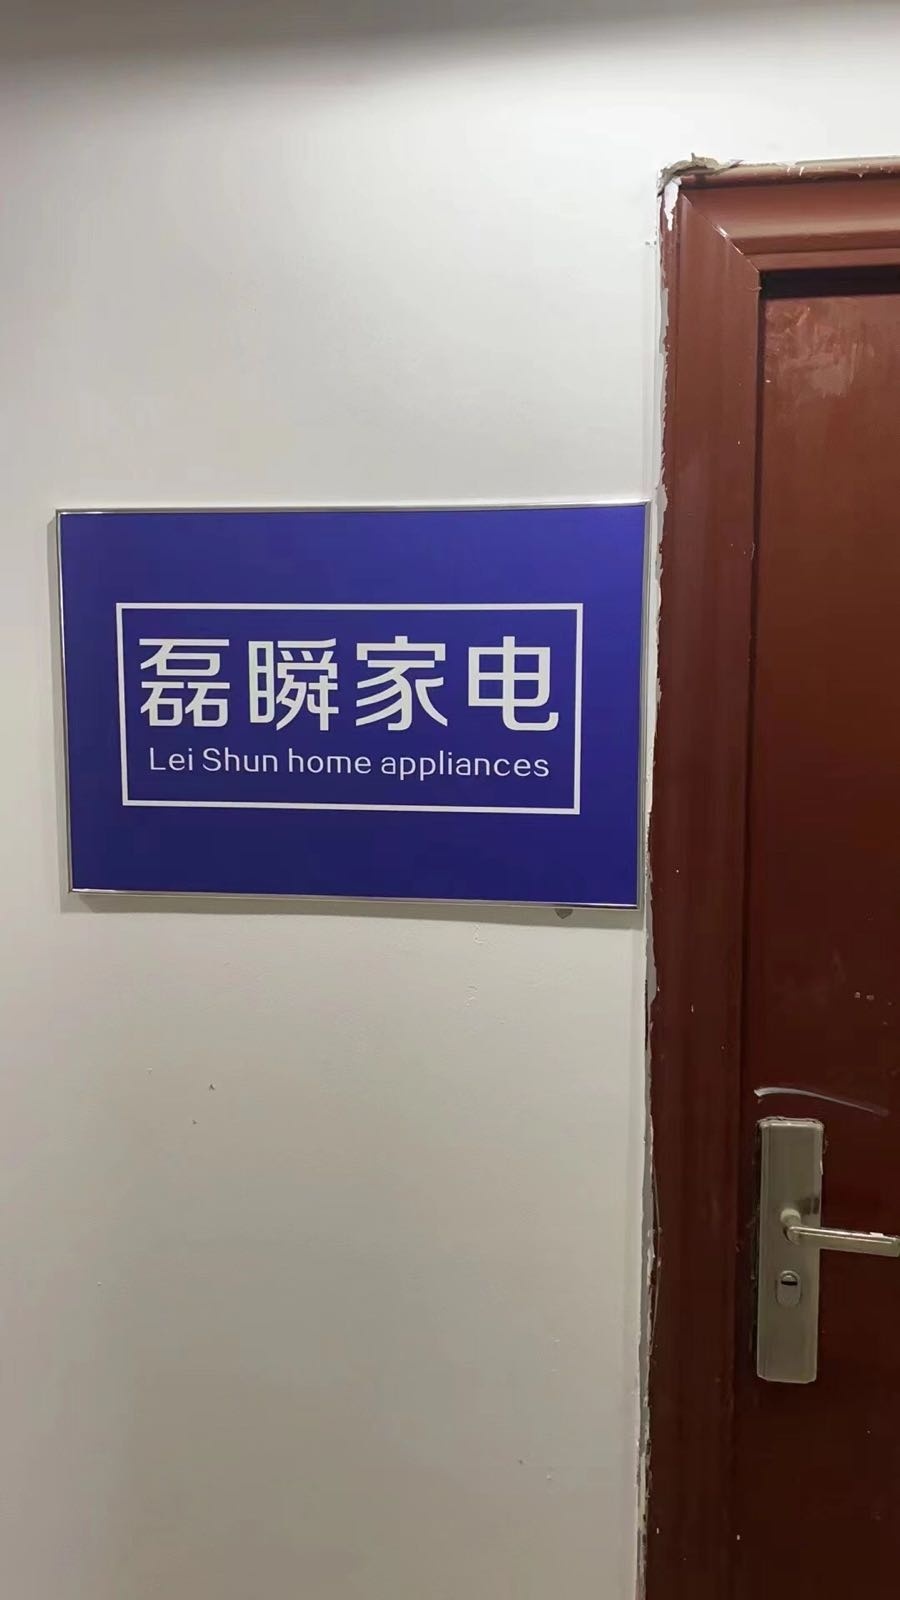 磊瞬家电
Lei Shun home appliances